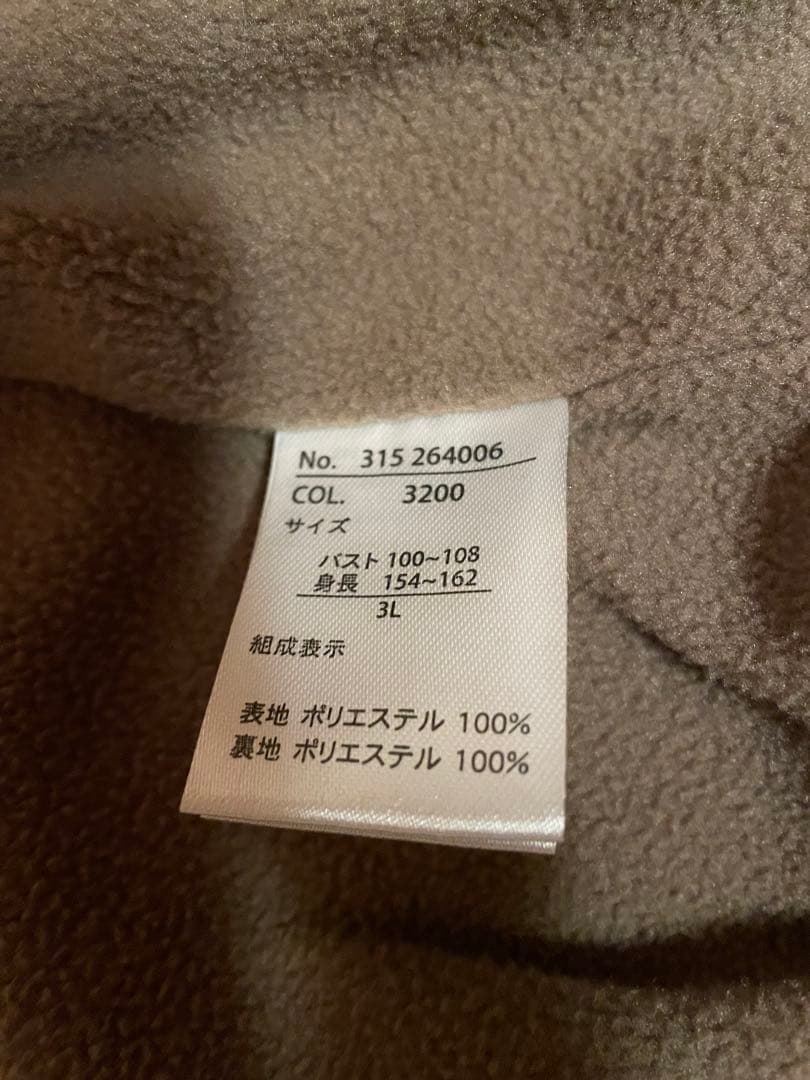 No. 315 264006
COL. 3200
サイズ
バスト 100~108
身長 154~162
3L
組成表示
表地 ポリエステル 100%
裏地 ポリエステル 100%